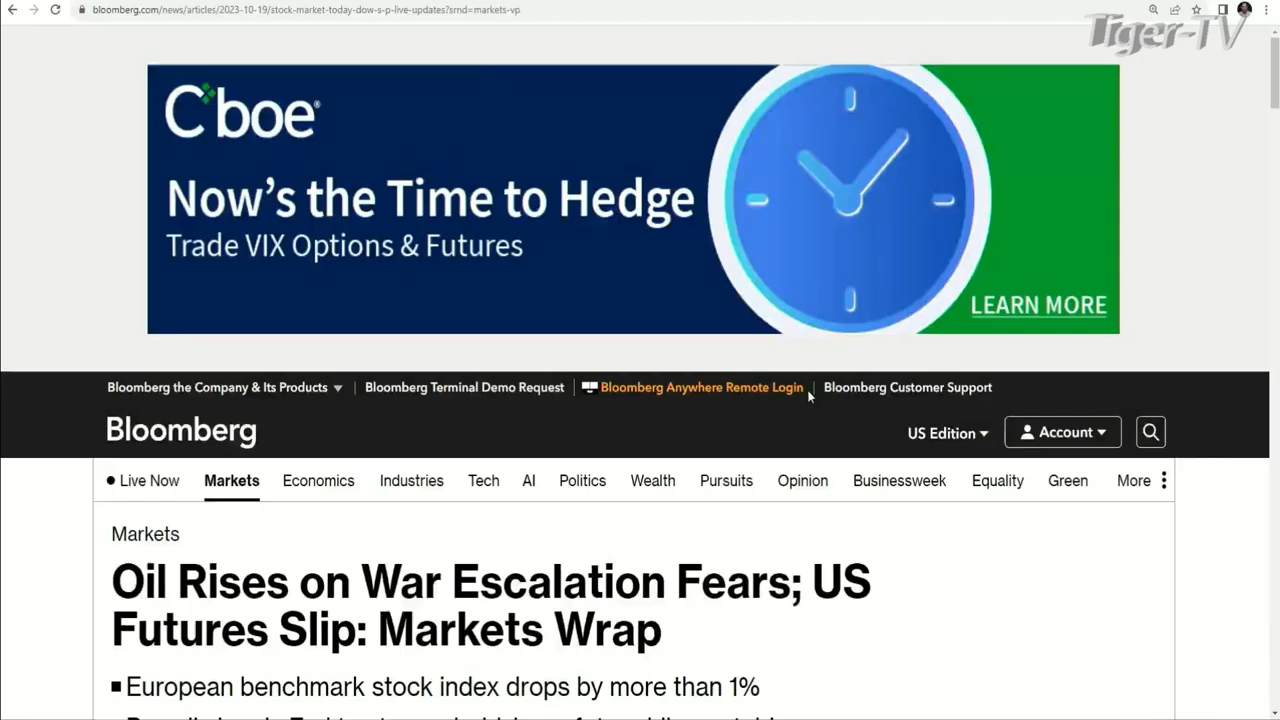 bloomberg.com/news/articles/2023-10-19/stock-market-today-dow-s-p-live-updates?srnd=markets-vp
Tiger-TV
Cboe®
Now's the Time to Hedge
Trade VIX Options & Futures
LEARN MORE
Bloomberg the Company & Its Products
Bloomberg Terminal Demo Request
Bloomberg Anywhere Remote Login
Bloomberg Customer Support
Bloomberg
US Edition
Account
Live Now Markets Economics Industries Tech AI Politics Wealth Pursuits Opinion Businessweek Equality Green More
Markets
Oil Rises on War Escalation Fears; US
Futures Slip: Markets Wrap
European benchmark stock index drops by more than 1%